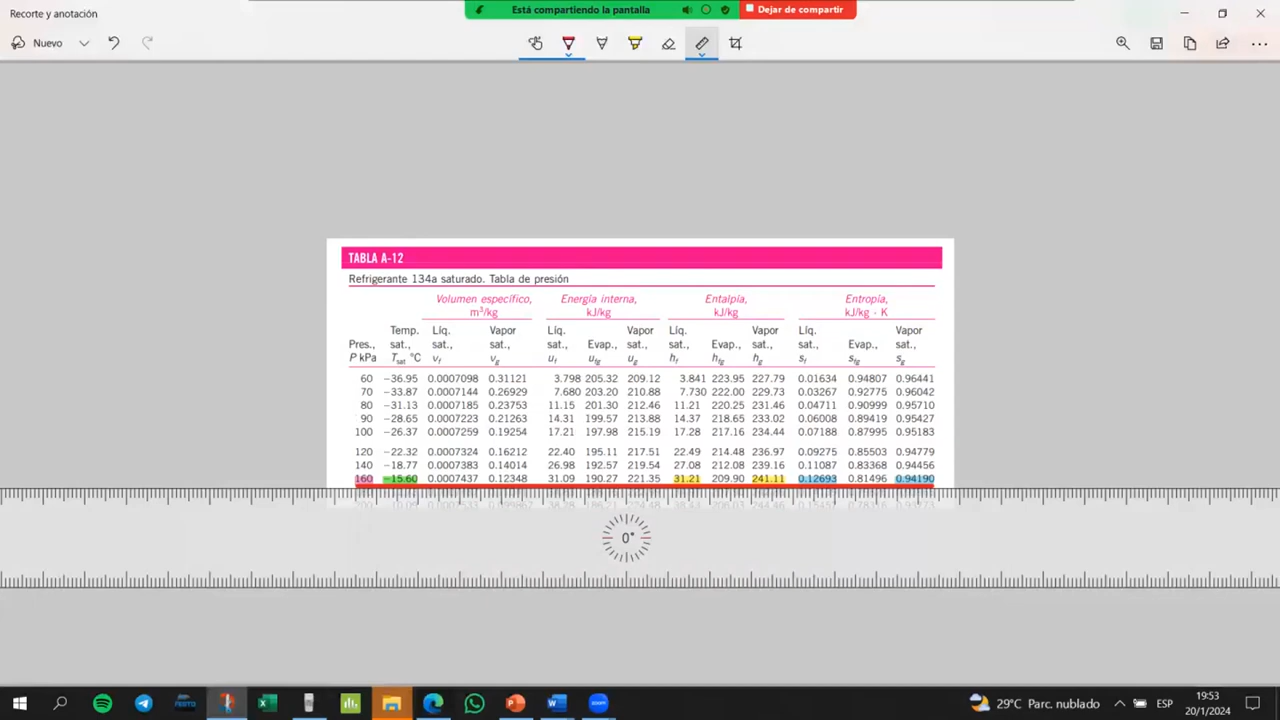 Recorte y anotación
Está compartiendo la pantalla
Dejar de compartir
Nuevo
TABLA A-12
Refrigerante 134a saturado. Tabla de presión
Volumen específico, Energía interna, Entalpía, Entropía,
m³/kg kJ/kg kJ/kg kJ/kg · K
Temp. Líq. Vapor Líq. Vapor Líq. Vapor Líq. Vapor
Pres., sat., sat., sat., sat., Evap., sat., sat., Evap., sat., sat., Evap., sat.,
P kPa Tsat °C vf vg uf ufg ug hf hfg hg sf sfg sg
60 −36.95 0.0007098 0.31121 3.798 205.32 209.12 3.841 223.95 227.79 0.01634 0.94807 0.96441
70 −33.87 0.0007144 0.26929 7.680 203.20 210.88 7.730 222.00 229.73 0.03267 0.92775 0.96042
80 −31.13 0.0007185 0.23753 11.15 201.30 212.46 11.21 220.25 231.46 0.04711 0.90999 0.95710
90 −28.65 0.0007223 0.21263 14.31 199.57 213.88 14.37 218.65 233.02 0.06008 0.89419 0.95427
100 −26.37 0.0007259 0.19254 17.21 197.98 215.19 17.28 217.16 234.44 0.07188 0.87995 0.95183
120 −22.32 0.0007324 0.16212 22.40 195.11 217.51 22.49 214.48 236.97 0.09275 0.85503 0.94779
140 −18.77 0.0007383 0.14014 26.98 192.57 219.54 27.08 212.08 239.16 0.11087 0.83368 0.94456
160 −15.60 0.0007437 0.12348 31.09 190.27 221.35 31.21 209.90 241.11 0.12693 0.81496 0.94190
0°
FESTO
zoom
29°C Parc. nublado
ESP
19:53
20/1/2024